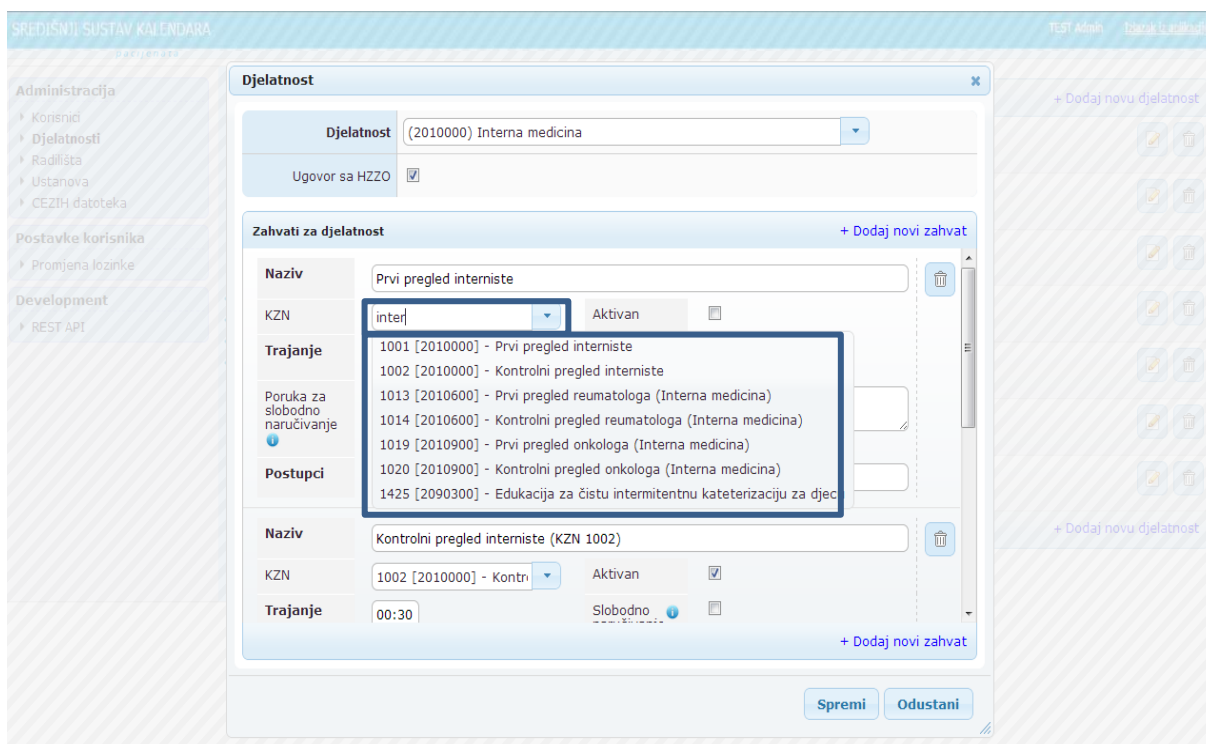 SREDIŠNJI SUSTAV KALENDARA
pacijenata
TEST Admin Izlazak iz aplikacije
Administracija
Korisnici
Djelatnosti
Radilišta
Ustanova
CEZIH datoteka
Postavke korisnika
Promjena lozinke
Development
REST API
+ Dodaj novu djelatnost
Djelatnost
Djelatnost (2010000) Interna medicina
Ugovor sa HZZO
Zahvati za djelatnost + Dodaj novi zahvat
Naziv Prvi pregled interniste
KZN inter Aktivan
Trajanje
1001 [2010000] - Prvi pregled interniste
1002 [2010000] - Kontrolni pregled interniste
1013 [2010600] - Prvi pregled reumatologa (Interna medicina)
1014 [2010600] - Kontrolni pregled reumatologa (Interna medicina)
1019 [2010900] - Prvi pregled onkologa (Interna medicina)
1020 [2010900] - Kontrolni pregled onkologa (Interna medicina)
1425 [2090300] - Edukacija za čistu intermitentnu kateterizaciju za djecu
Poruka za
slobodno
naručivanje
Postupci
Naziv Kontrolni pregled interniste (KZN 1002)
KZN 1002 [2010000] - Kontr Aktivan
Trajanje 00:30 Slobodno
naručivanje
+ Dodaj novi zahvat
Spremi Odustani
+ Dodaj novu djelatnost